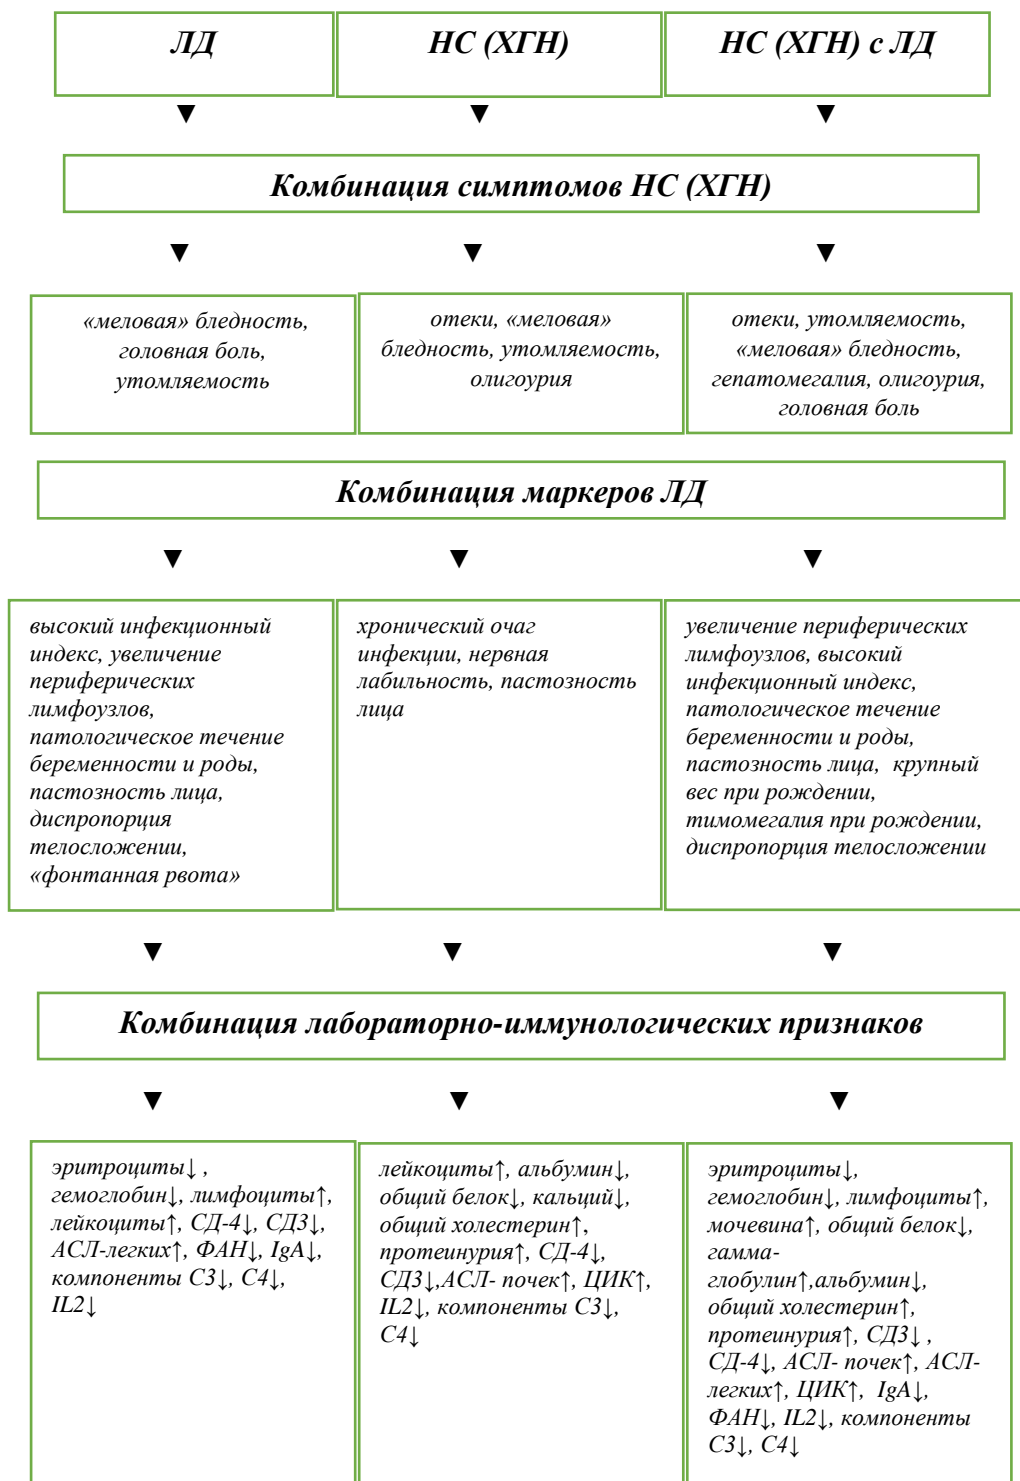 ЛД
НС (ХГН)
НС (ХГН) с ЛД
Комбинация симптомов НС (ХГН)
«меловая» бледность,
головная боль,
утомляемость
отеки, «меловая»
бледность, утомляемость,
олигоурия
отеки, утомляемость,
«меловая» бледность,
гепатомегалия, олигоурия,
головная боль
Комбинация маркеров ЛД
высокий инфекционный
индекс, увеличение
периферических
лимфоузлов,
патологическое течение
беременности и роды,
пастозность лица,
диспропорция
телосложении,
«фонтанная рвота»
хронический очаг
инфекции, нервная
лабильность, пастозность
лица
увеличение периферических
лимфоузлов, высокий
инфекционный индекс,
патологическое течение
беременности и роды,
пастозность лица, крупный
вес при рождении,
тимомегалия при рождении,
диспропорция телосложении
Комбинация лабораторно-иммунологических признаков
эритроциты↓ ,
гемоглобин↓, лимфоциты↑,
лейкоциты↑, СД-4↓, СД3↓,
АСЛ-легких↑, ФАН↓, IgA↓,
компоненты С3↓, С4↓,
IL2↓
лейкоциты↑, альбумин↓,
общий белок↓, кальций↓,
общий холестерин↑,
протеинурия↑, СД-4↓,
СД3↓,АСЛ- почек↑, ЦИК↑,
IL2↓, компоненты С3↓,
С4↓
эритроциты↓,
гемоглобин↓, лимфоциты↑,
мочевина↑, общий белок↓,
гамма-
глобулин↑,альбумин↓,
общий холестерин↑,
протеинурия↑, СД3↓ ,
СД-4↓, АСЛ- почек↑, АСЛ-
легких↑, ЦИК↑, IgA↓,
ФАН↓, IL2↓, компоненты
С3↓, С4↓